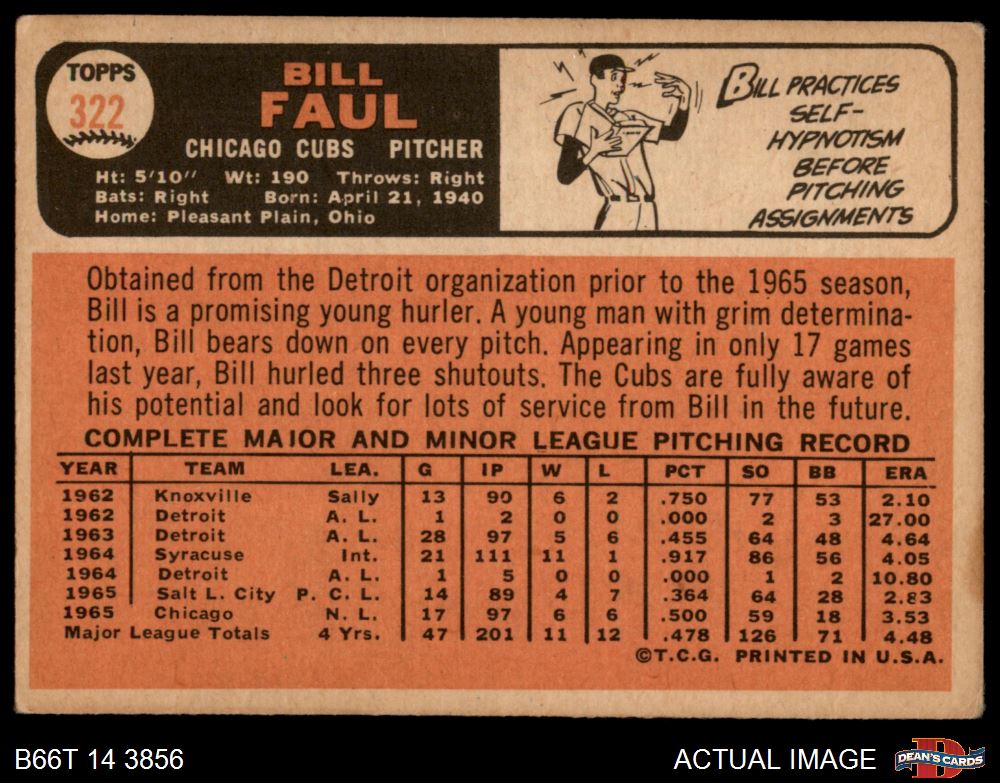 TOPPS
322
BILL
FAUL
CHICAGO CUBS PITCHER
Ht: 5'10" Wt: 190 Throws: Right
Bats: Right Born: April 21, 1940
Home: Pleasant Plain, Ohio
BILL PRACTICES
SELF-
HYPNOTISM
BEFORE
PITCHING
ASSIGNMENTS
Obtained from the Detroit organization prior to the 1965 season,
Bill is a promising young hurler. A young man with grim determina-
tion, Bill bears down on every pitch. Appearing in only 17 games
last year, Bill hurled three shutouts. The Cubs are fully aware of
his potential and look for lots of service from Bill in the future.
COMPLETE MAJOR AND MINOR LEAGUE PITCHING RECORD
YEAR TEAM LEA. G IP W L PCT SO BB ERA
1962 Knoxville Sally 13 90 6 2 .750 77 53 2.10
1962 Detroit A. L. 1 2 0 0 .000 2 3 27.00
1963 Detroit A. L. 28 97 5 6 .455 64 48 4.64
1964 Syracuse Int. 21 111 11 1 .917 86 56 4.05
1964 Detroit A. L. 1 5 0 0 .000 1 2 10.80
1965 Salt L. City P. C. L. 14 89 4 7 .364 64 28 2.83
1965 Chicago N. L. 17 97 6 6 .500 59 18 3.53
Major League Totals 4 Yrs. 47 201 11 12 .478 126 71 4.48
©T.C.G. PRINTED IN U.S.A.
B66T 14 3856
ACTUAL IMAGE
DEAN'S CARDS